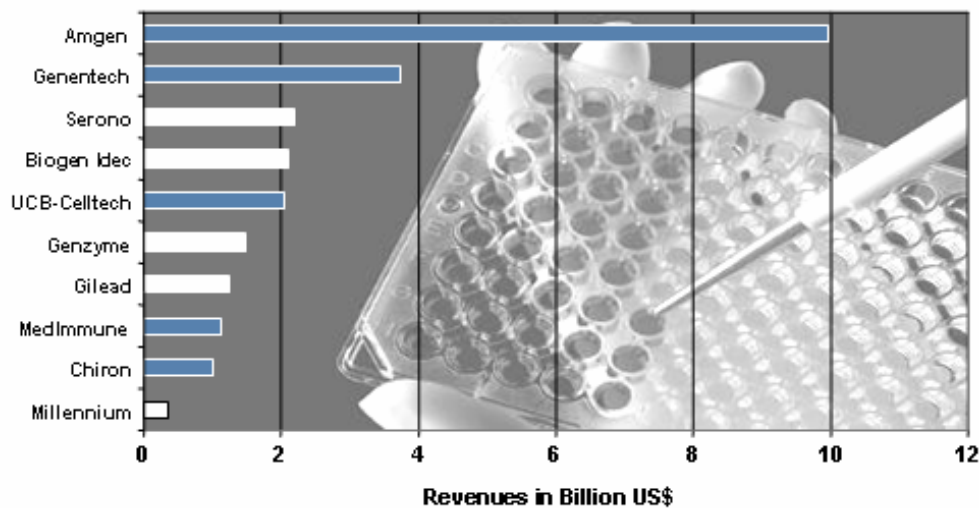 Amgen
Genentech
Serono
Biogen Idec
UCB-Celltech
Genzyme
Gilead
MedImmune
Chiron
Millennium
0 2 4 6 8 10 12
Revenues in Billion US$